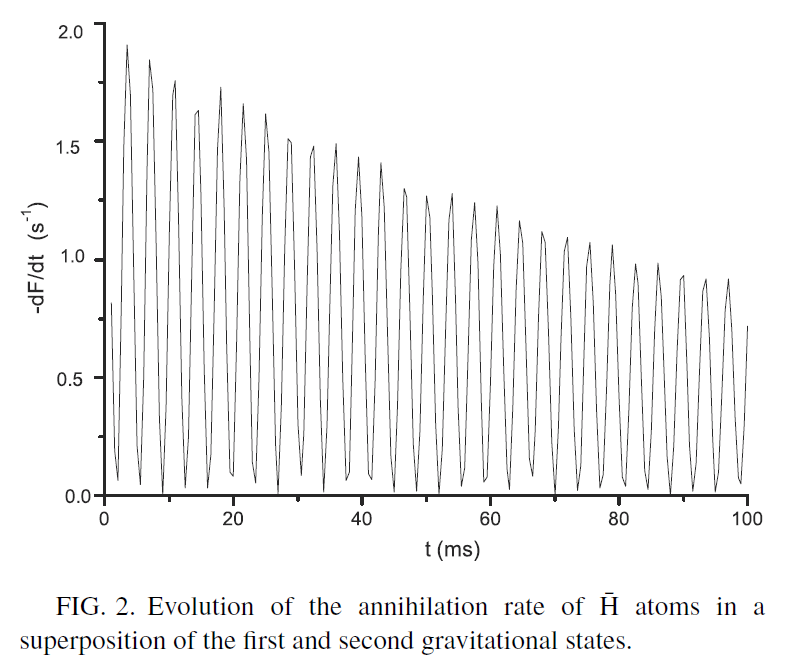 2.0
1.5
1.0
0.5
0.0
-dF/dt (s⁻¹)
0 20 40 60 80 100
t (ms)
FIG. 2. Evolution of the annihilation rate of H̄ atoms in a
superposition of the first and second gravitational states.